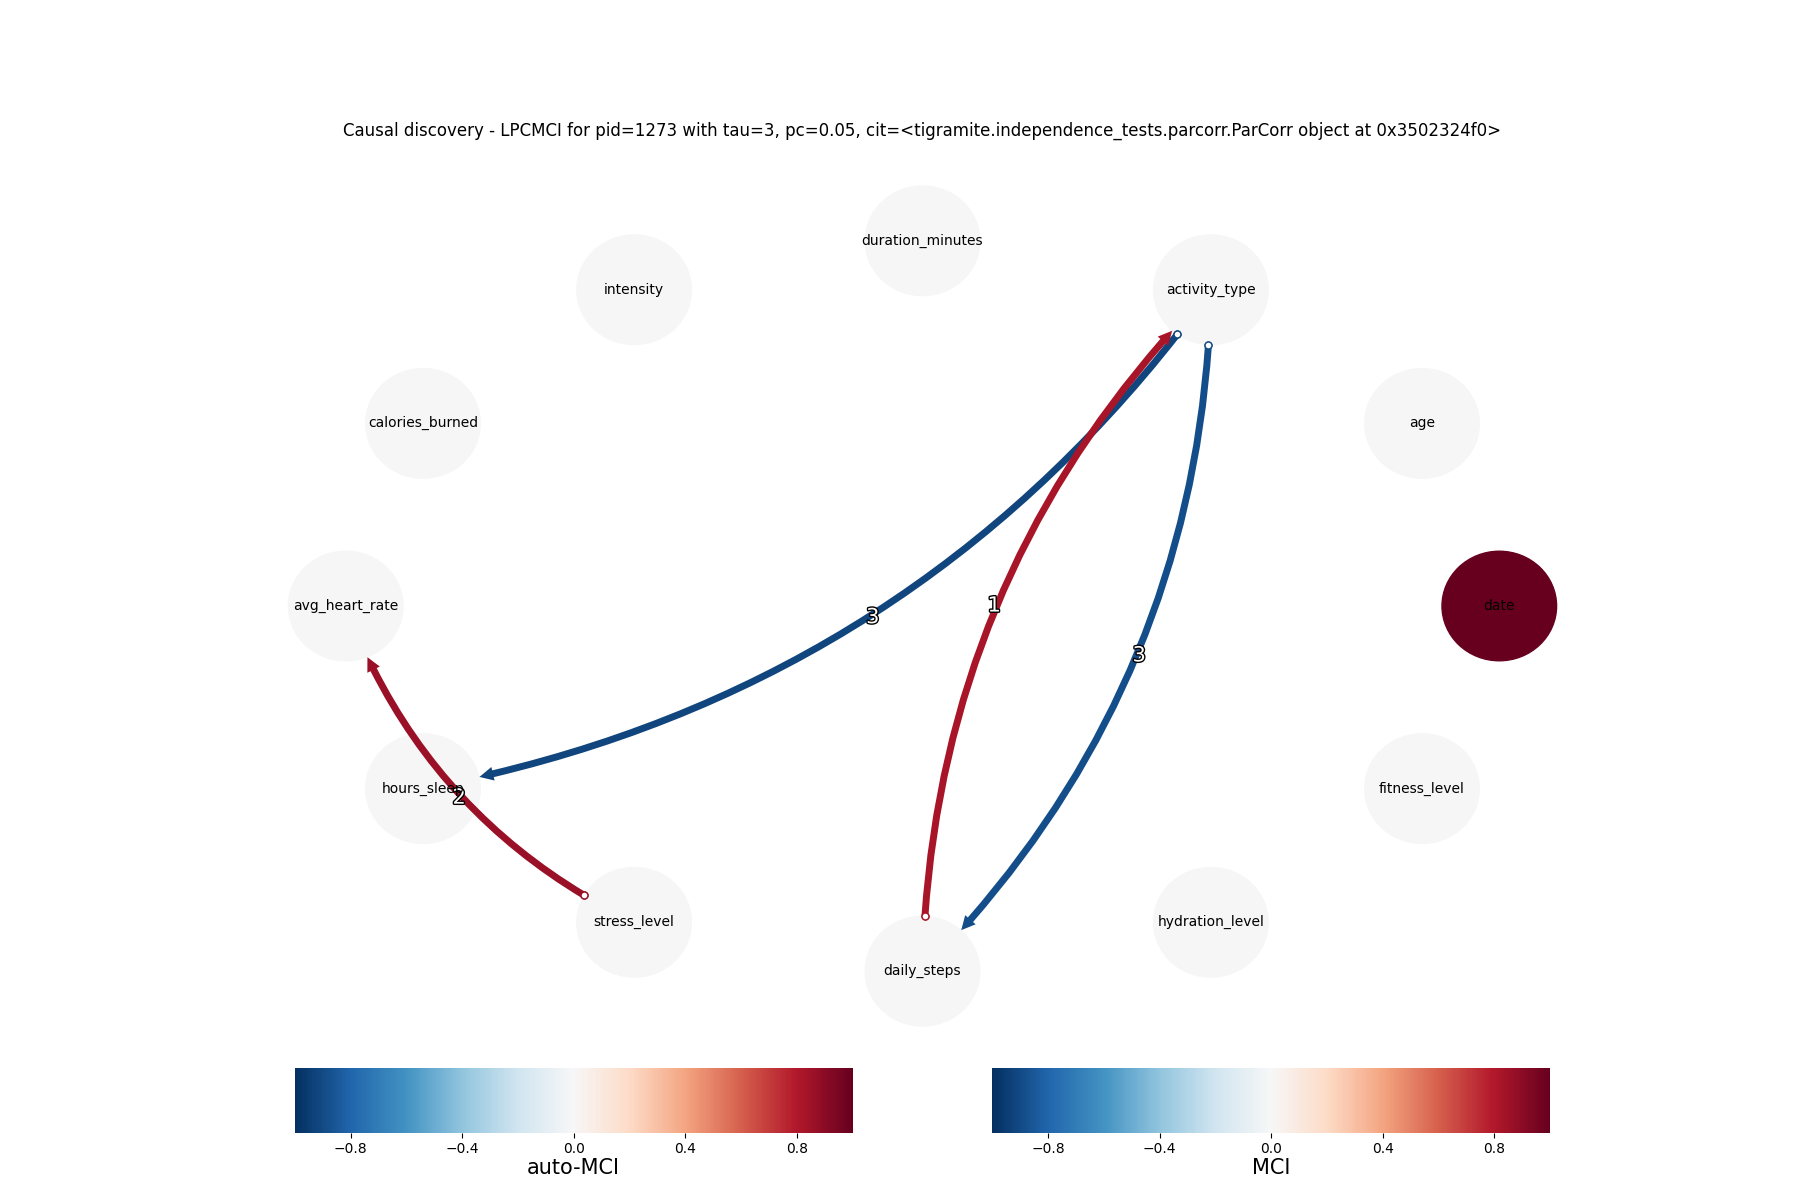 Causal discovery - LPCMCI for pid=1273 with tau=3, pc=0.05, cit=<tigramite.independence_tests.parcorr.ParCorr object at 0x3502324f0>
duration_minutes
intensity
activity_type
calories_burned
age
avg_heart_rate
date
3
1
3
hours_sleep
2
fitness_level
stress_level
hydration_level
daily_steps
−0.8 −0.4 0.0 0.4 0.8
auto-MCI
−0.8 −0.4 0.0 0.4 0.8
MCI